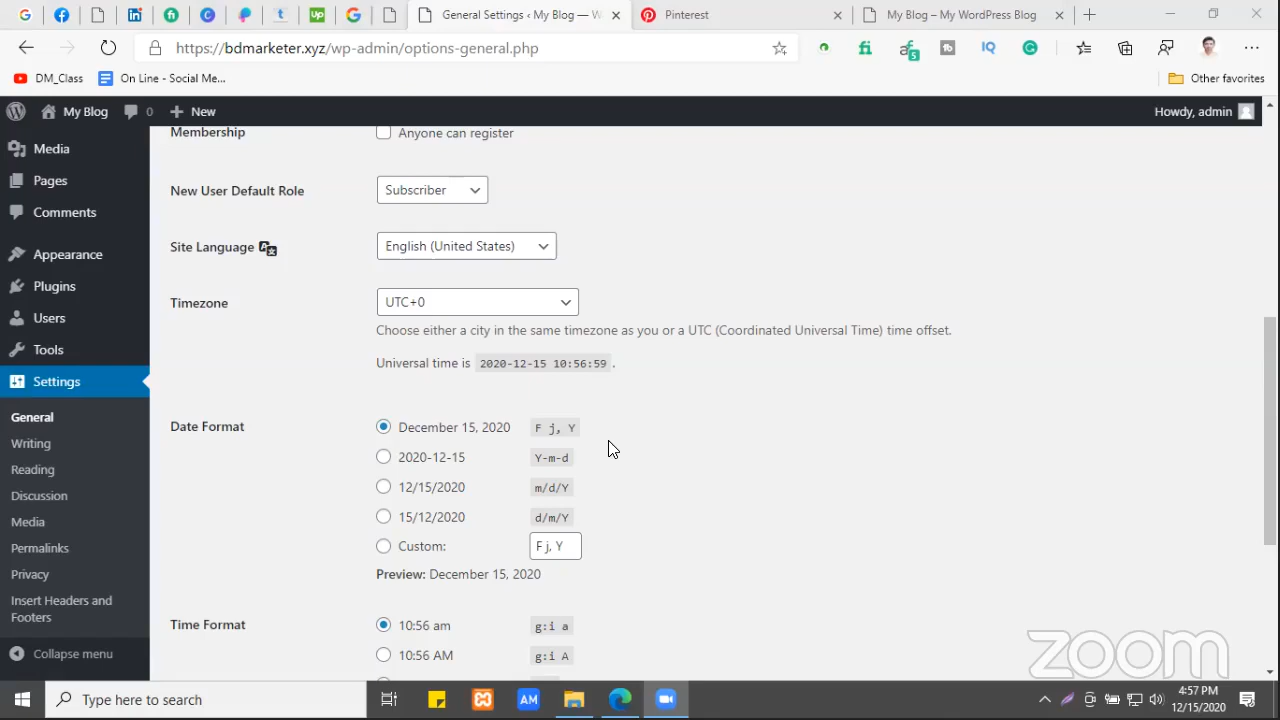 General Settings ‹ My Blog — W
Pinterest
My Blog – My WordPress Blog
https://bdmarketer.xyz/wp-admin/options-general.php
DM_Class
On Line - Social Me...
Other favorites
My Blog
0
New
Howdy, admin
Media
Pages
Comments
Appearance
Plugins
Users
Tools
Settings
General
Writing
Reading
Discussion
Media
Permalinks
Privacy
Insert Headers and
Footers
Collapse menu
Membership
Anyone can register
New User Default Role
Subscriber
Site Language
English (United States)
Timezone
UTC+0
Choose either a city in the same timezone as you or a UTC (Coordinated Universal Time) time offset.
Universal time is 2020-12-15 10:56:59 .
Date Format
December 15, 2020 F j, Y
2020-12-15 Y-m-d
12/15/2020 m/d/Y
15/12/2020 d/m/Y
Custom: F j, Y
Preview: December 15, 2020
Time Format
10:56 am g:i a
10:56 AM g:i A
zoom
Type here to search
AM
4:57 PM
12/15/2020